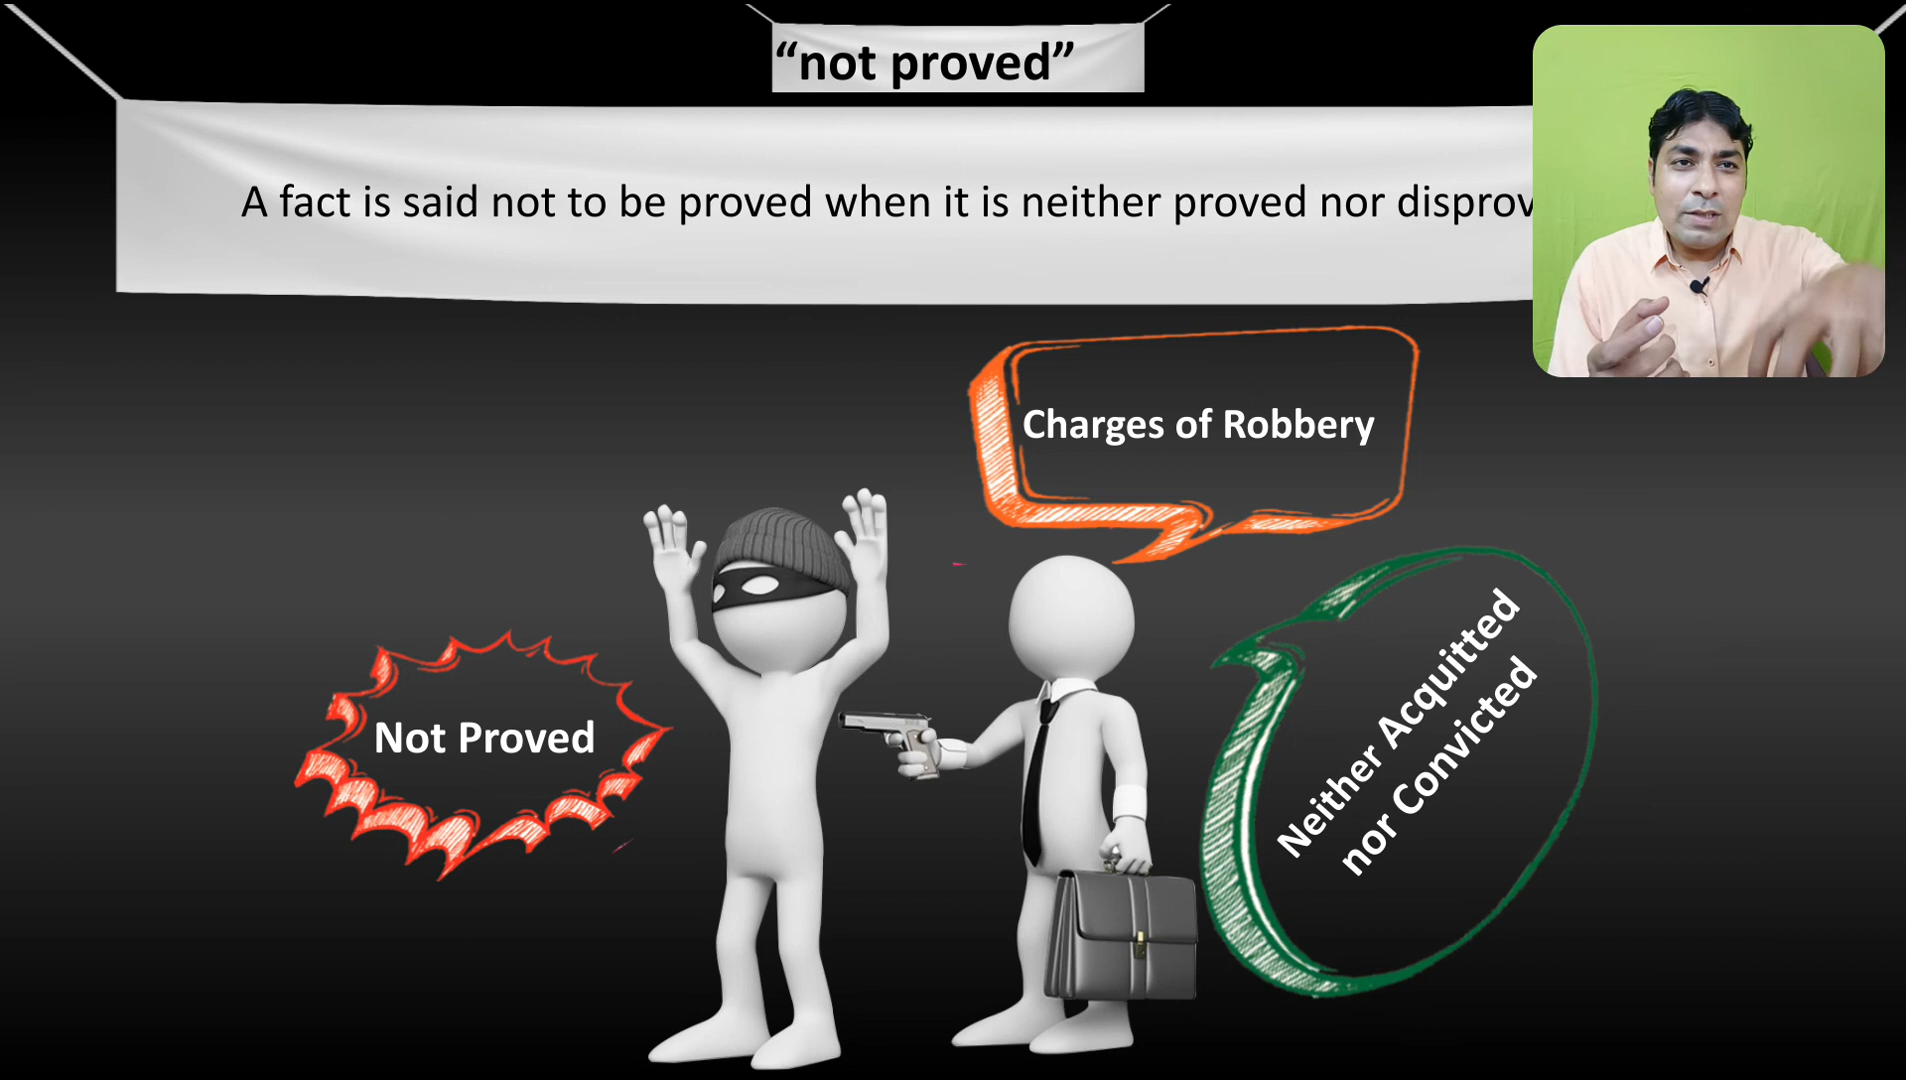 “not proved”
A fact is said not to be proved when it is neither proved nor disprov
Charges of Robbery
Not Proved
Neither Acquitted
nor Convicted